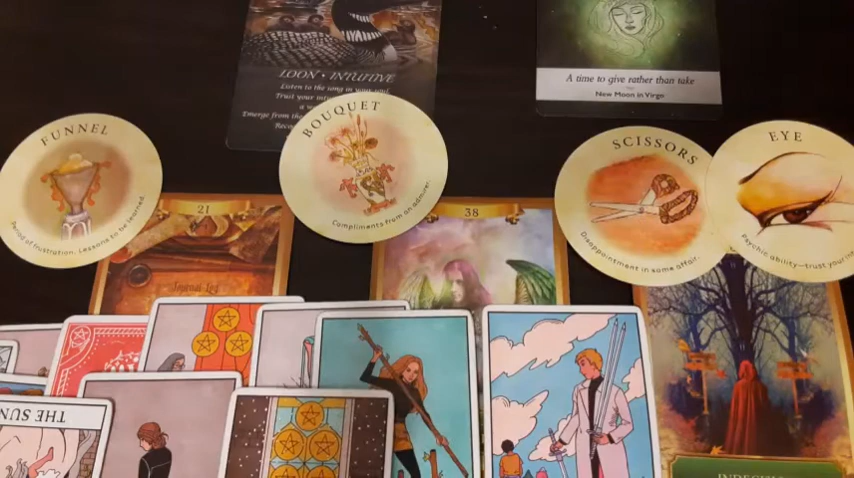 LOON • INTUITIVE
Listen to the song in your soul.
Trust your
Emerge from the
A time to give rather than take
New Moon in Virgo
FUNNEL
Period of frustration. Lessons to be learned.
BOUQUET
Compliments from an admirer.
SCISSORS
Disappointment in some affair.
EYE
Psychic ability—trust your
21
38
THE SUN